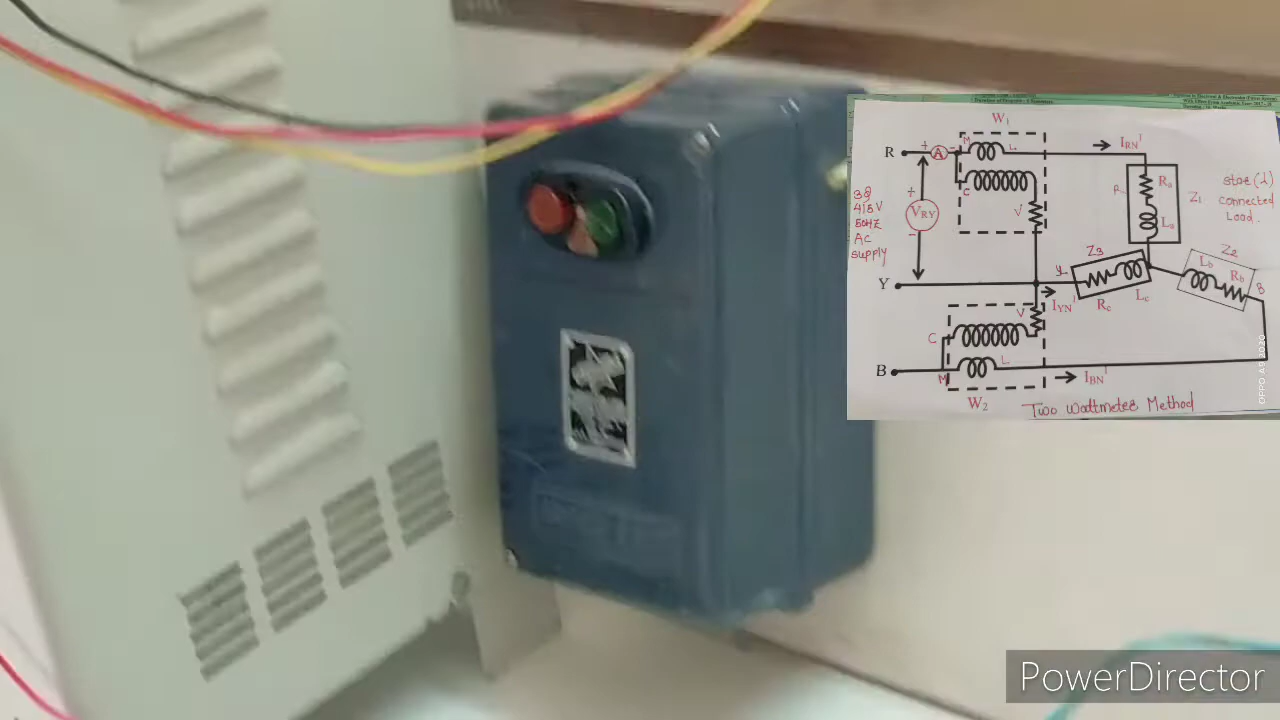 W1
R
+
A
M
L
IRN'
C
V
+
VRY
-
3Φ
415V
50HZ
AC
supply
R
Ra
La
Z1
star (λ)
connected
Load.
Y
y
Z3
Rc
Lc
IYN'
Z2
Lb
Rb
B
V
C
L
B
M
IBN'
W2
Two Wattmeter Method
PowerDirector